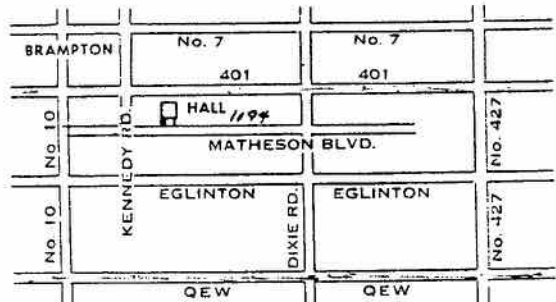 No. 7 No. 7
BRAMPTON
401 401
HALL 1194
No. 10
KENNEDY RD.
No. 427
MATHESON BLVD.
EGLINTON EGLINTON
No. 10
DIXIE RD.
No. 427
QEW QEW